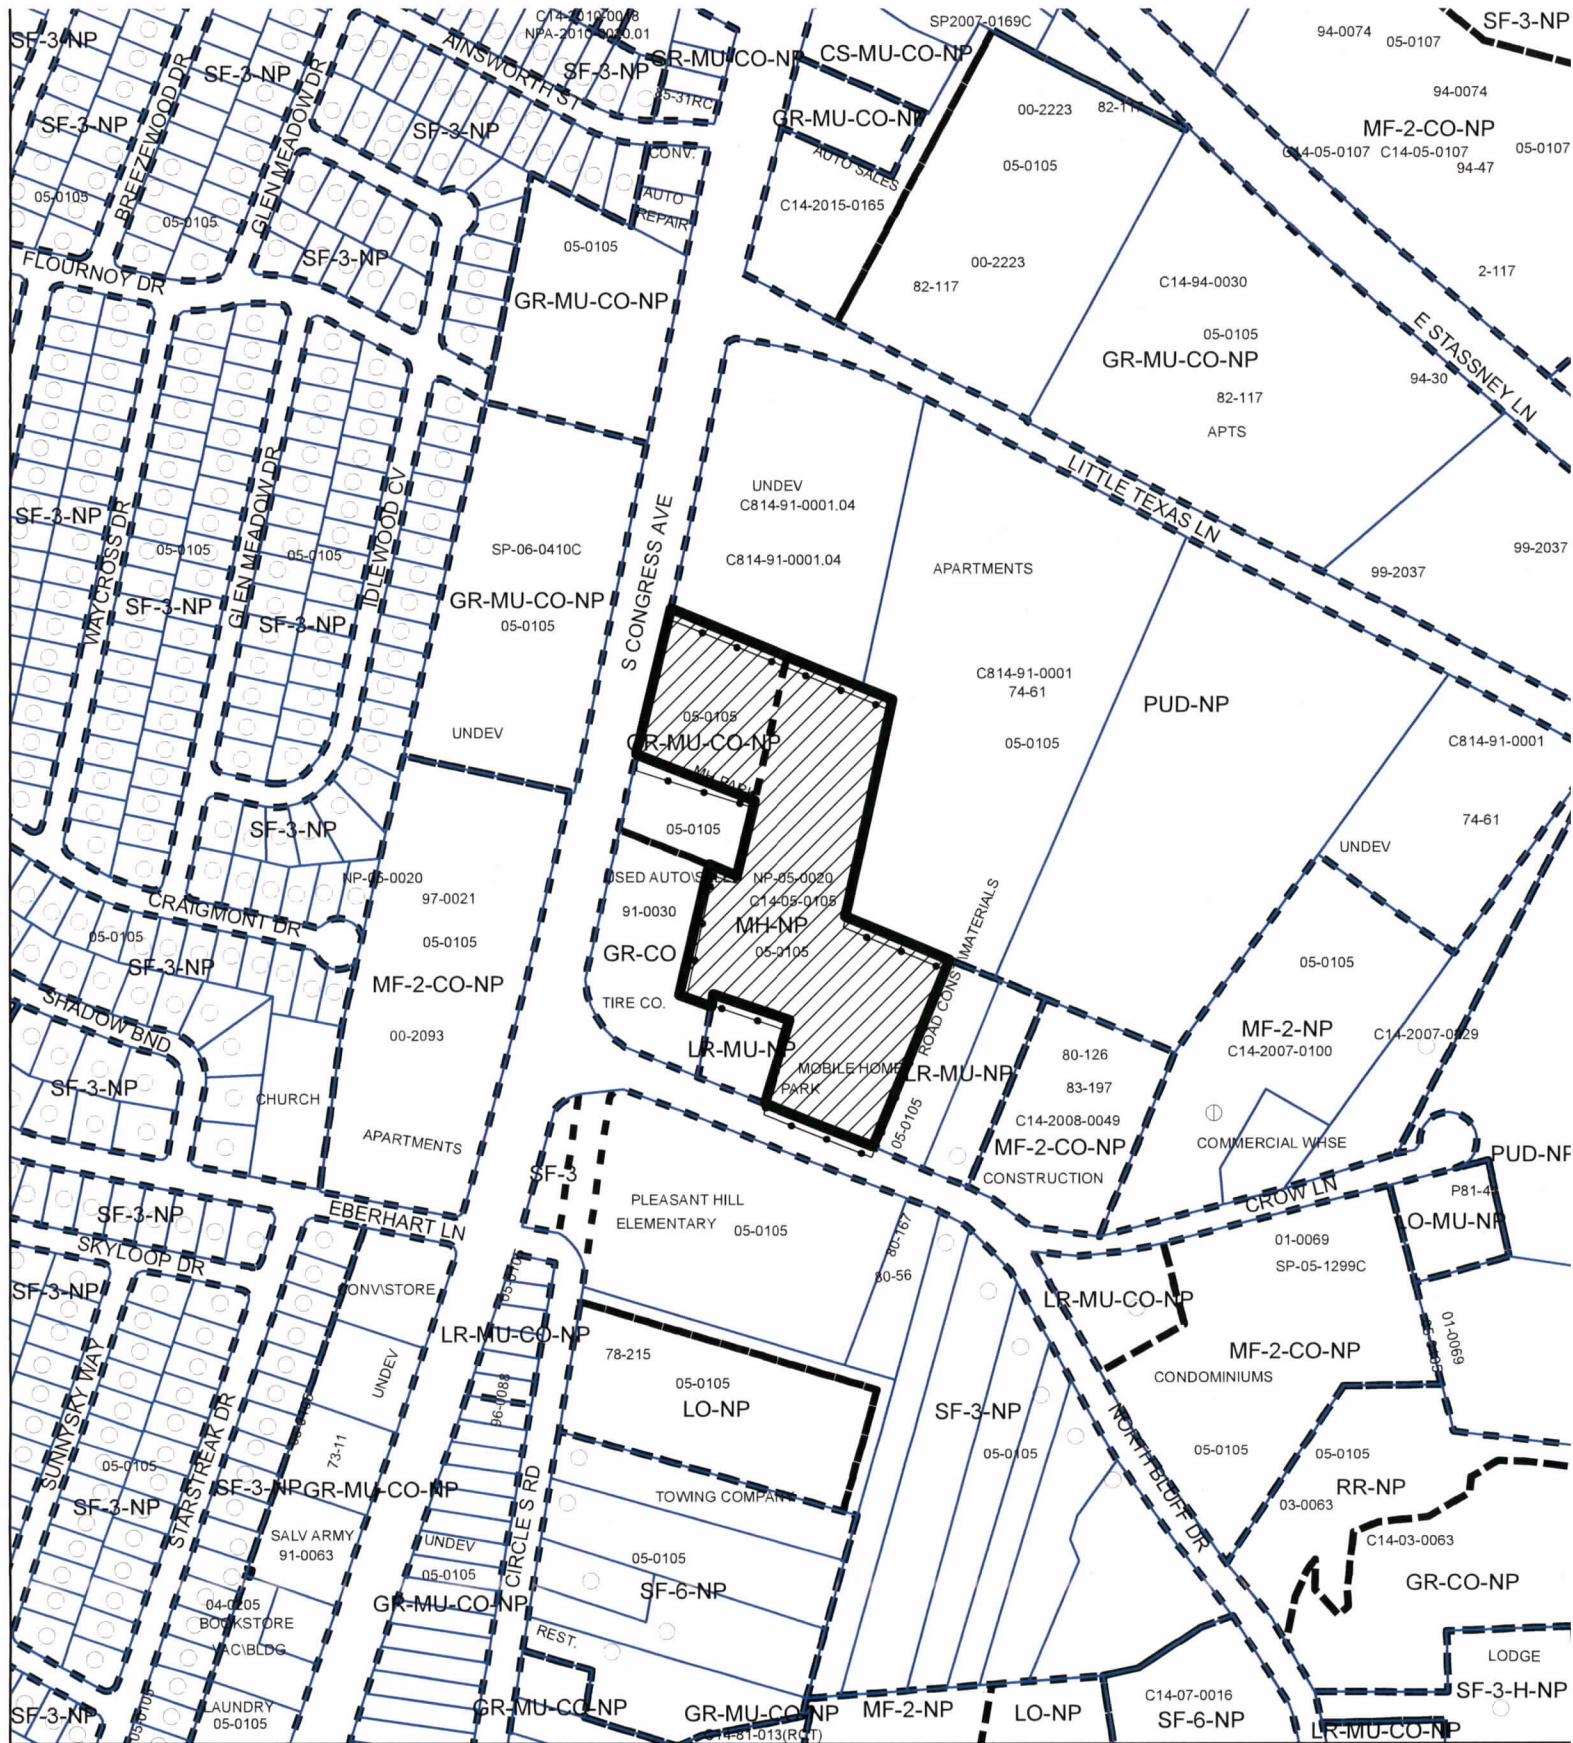 C14-2010-0018
NPA-2010-0020.01
SP2007-0169C
SF-3-NP
SF-3-NP
AINSWORTH ST
SF-3-NP
GR-MU-CO-NP
CS-MU-CO-NP
94-0074
05-0107
SF-3-NP
BREEZEWOOD DR
GLEN MEADOW DR
SF-3-NP
SF-3-NP
85-31RC
GR-MU-CO-NP
00-2223
82-117
94-0074
MF-2-CO-NP
CONV.
AUTO
REPAIR
AUTO SALES
05-0105
C14-05-0107
C14-05-0107
05-0107
94-47
05-0105
05-0105
C14-2015-0165
SF-3-NP
05-0105
FLOURNOY DR
GR-MU-CO-NP
82-117
00-2223
C14-94-0030
2-117
05-0105
GR-MU-CO-NP
E STASSNEY LN
94-30
82-117
APTS
SF-3-NP
WAYCROSS DR
05-0105
GLEN MEADOW DR
05-0105
IDLEWOOD CV
S CONGRESS AVE
UNDEV
C814-91-0001.04
C814-91-0001.04
LITTLE TEXAS LN
SP-06-0410C
APARTMENTS
99-2037
99-2037
SF-3-NP
SF-3-NP
GR-MU-CO-NP
05-0105
C814-91-0001
74-61
PUD-NP
05-0105
GR-MU-CO-NP
MH PARK
UNDEV
05-0105
C814-91-0001
74-61
SF-3-NP
05-0105
UNDEV
NP-05-0020
97-0021
USED AUTO\SALES
NP-05-0020
C14-05-0105
CRAIGMONT DR
91-0030
MH-NP
05-0105
05-0105
05-0105
SF-3-NP
GR-CO
ROAD CONST\MATERIALS
05-0105
MF-2-CO-NP
TIRE CO.
SHADOW BND
00-2093
MF-2-NP
C14-2007-0100
C14-2007-0029
LR-MU-NP
80-126
MOBILE HOME
PARK
LR-MU-NP
83-197
SF-3-NP
CHURCH
C14-2008-0049
05-0105
MF-2-CO-NP
COMMERCIAL WHSE
APARTMENTS
PUD-NP
SF-3
CONSTRUCTION
P81-4
CROW LN
SF-3-NP
EBERHART LN
PLEASANT HILL
ELEMENTARY
05-0105
80-167
LO-MU-NP
SKYLOOP DR
01-0069
SP-05-1299C
80-56
SF-3-NP
CONV\STORE
05-0105
LR-MU-CO-NP
LR-MU-CO-NP
01-0069
78-215
MF-2-CO-NP
SUNNYSKY WAY
UNDEV
05-0105
LO-NP
96-0088
CONDOMINIUMS
STARSTREAK DR
SF-3-NP
NORTH BLUFF DR
05-0105
73-11
05-0105
05-0105
05-0105
SF-3-NP
SF-3-NP
GR-MU-CO-NP
CIRCLE S RD
TOWING COMPANY
RR-NP
03-0063
SALV ARMY
91-0063
UNDEV
05-0105
05-0105
SF-6-NP
C14-03-0063
GR-CO-NP
04-0205
BOOKSTORE
VAC\BLDG
GR-MU-CO-NP
REST.
LODGE
LAUNDRY
05-0105
05-0105
SF-3-NP
GR-MU-CO-NP
GR-MU-CO-NP
C14-81-013(RCT)
MF-2-NP
LO-NP
C14-07-0016
SF-6-NP
SF-3-H-NP
LR-MU-CO-NP